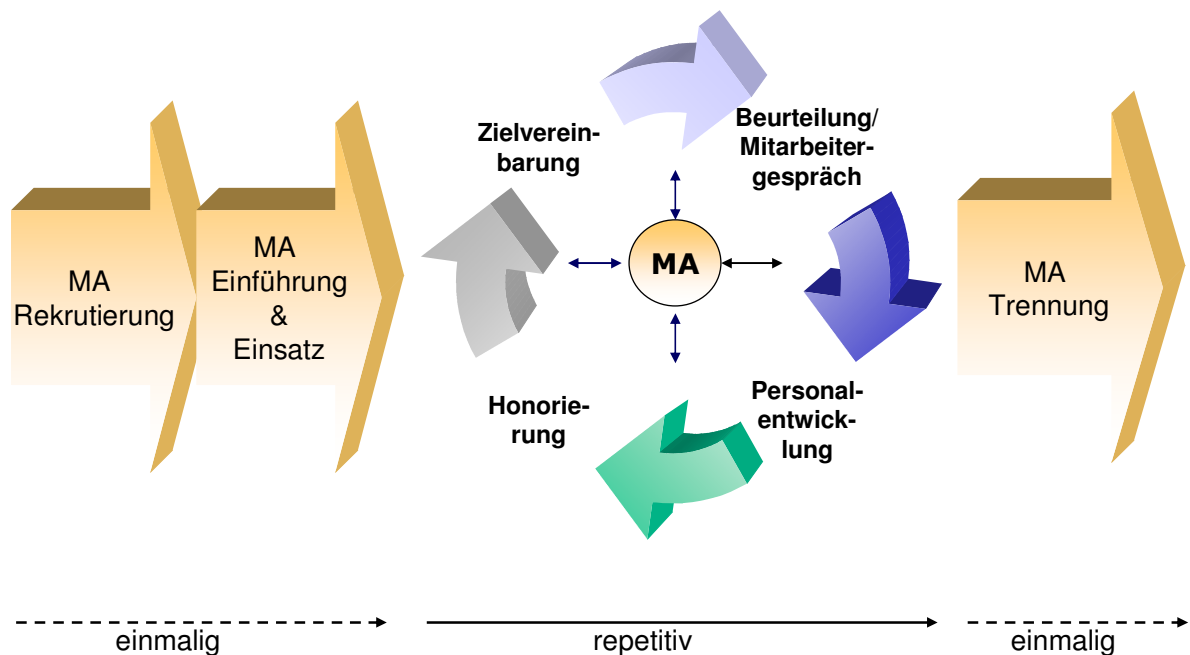 MA
Rekrutierung
MA
Einführung
&
Einsatz
Zielverein-
barung
Beurteilung/
Mitarbeiter-
gespräch
MA
Honorie-
rung
Personal-
entwick-
lung
MA
Trennung
einmalig
repetitiv
einmalig